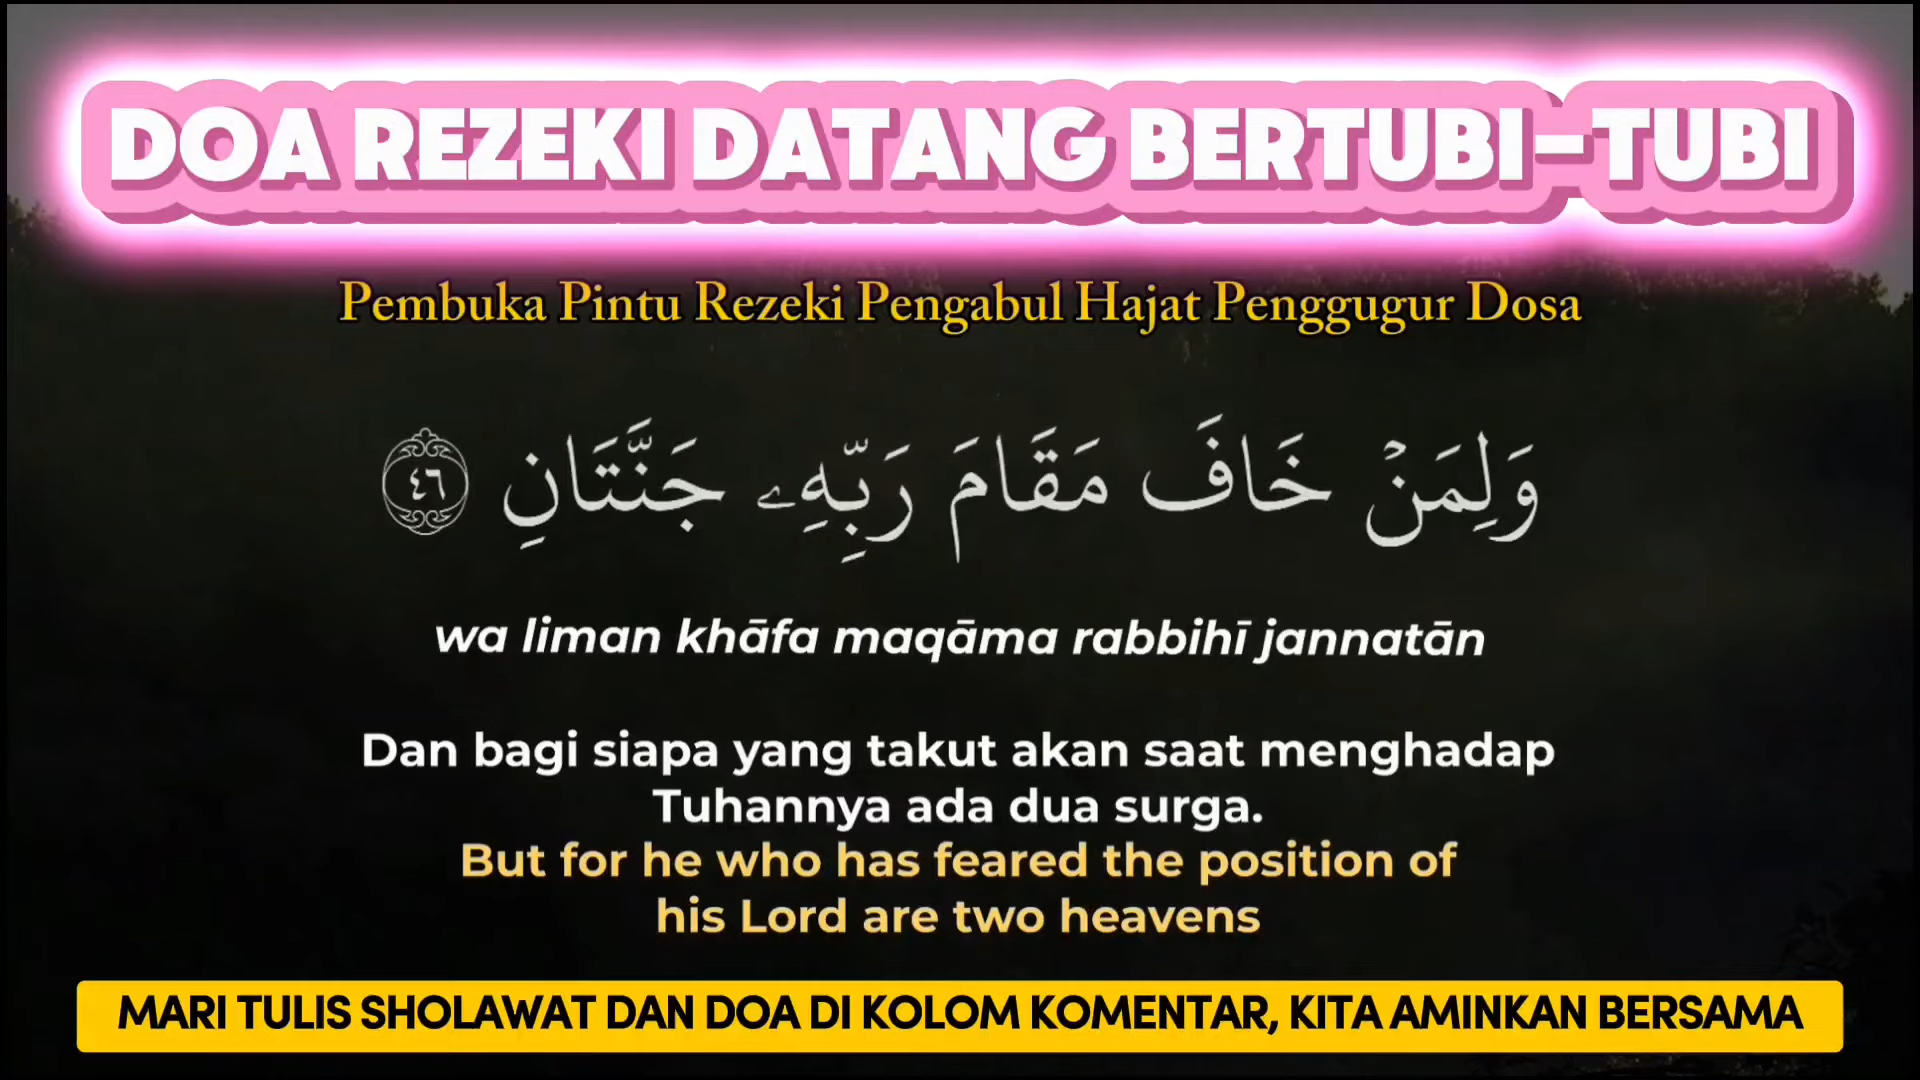 DOA REZEKI DATANG BERTUBI-TUBI
Pembuka Pintu Rezeki Pengabul Hajat Penggugur Dosa
وَلِمَنْ خَافَ مَقَامَ رَبِّهِۦ جَنَّتَانِ ٤٦
wa liman khāfa maqāma rabbihī jannatān
Dan bagi siapa yang takut akan saat menghadap
Tuhannya ada dua surga.
But for he who has feared the position of
his Lord are two heavens
MARI TULIS SHOLAWAT DAN DOA DI KOLOM KOMENTAR, KITA AMINKAN BERSAMA